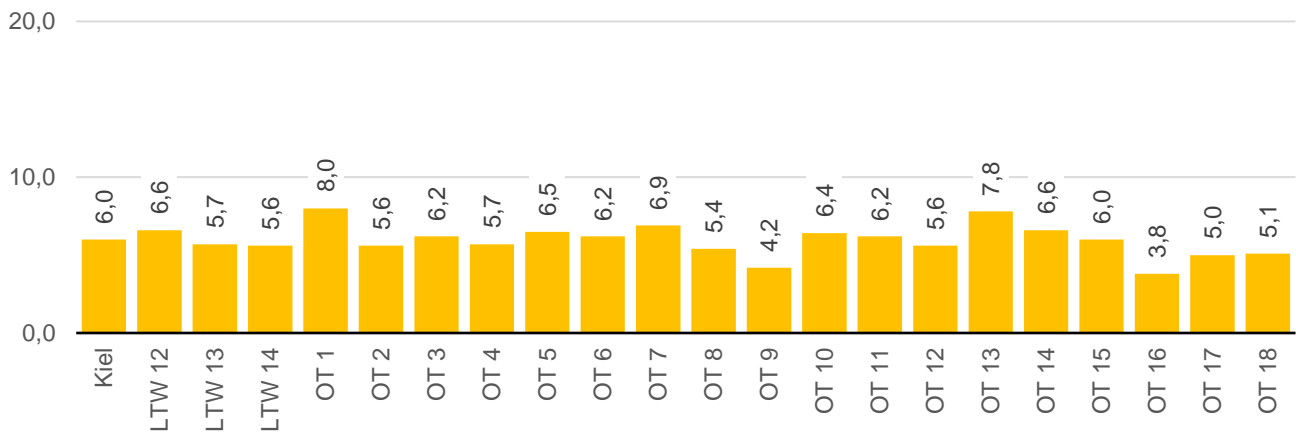 20,0
10,0
0,0
6,0
6,6
5,7
5,6
8,0
5,6
6,2
5,7
6,5
6,2
6,9
5,4
4,2
6,4
6,2
5,6
7,8
6,6
6,0
3,8
5,0
5,1
Kiel
LTW 12
LTW 13
LTW 14
OT 1
OT 2
OT 3
OT 4
OT 5
OT 6
OT 7
OT 8
OT 9
OT 10
OT 11
OT 12
OT 13
OT 14
OT 15
OT 16
OT 17
OT 18